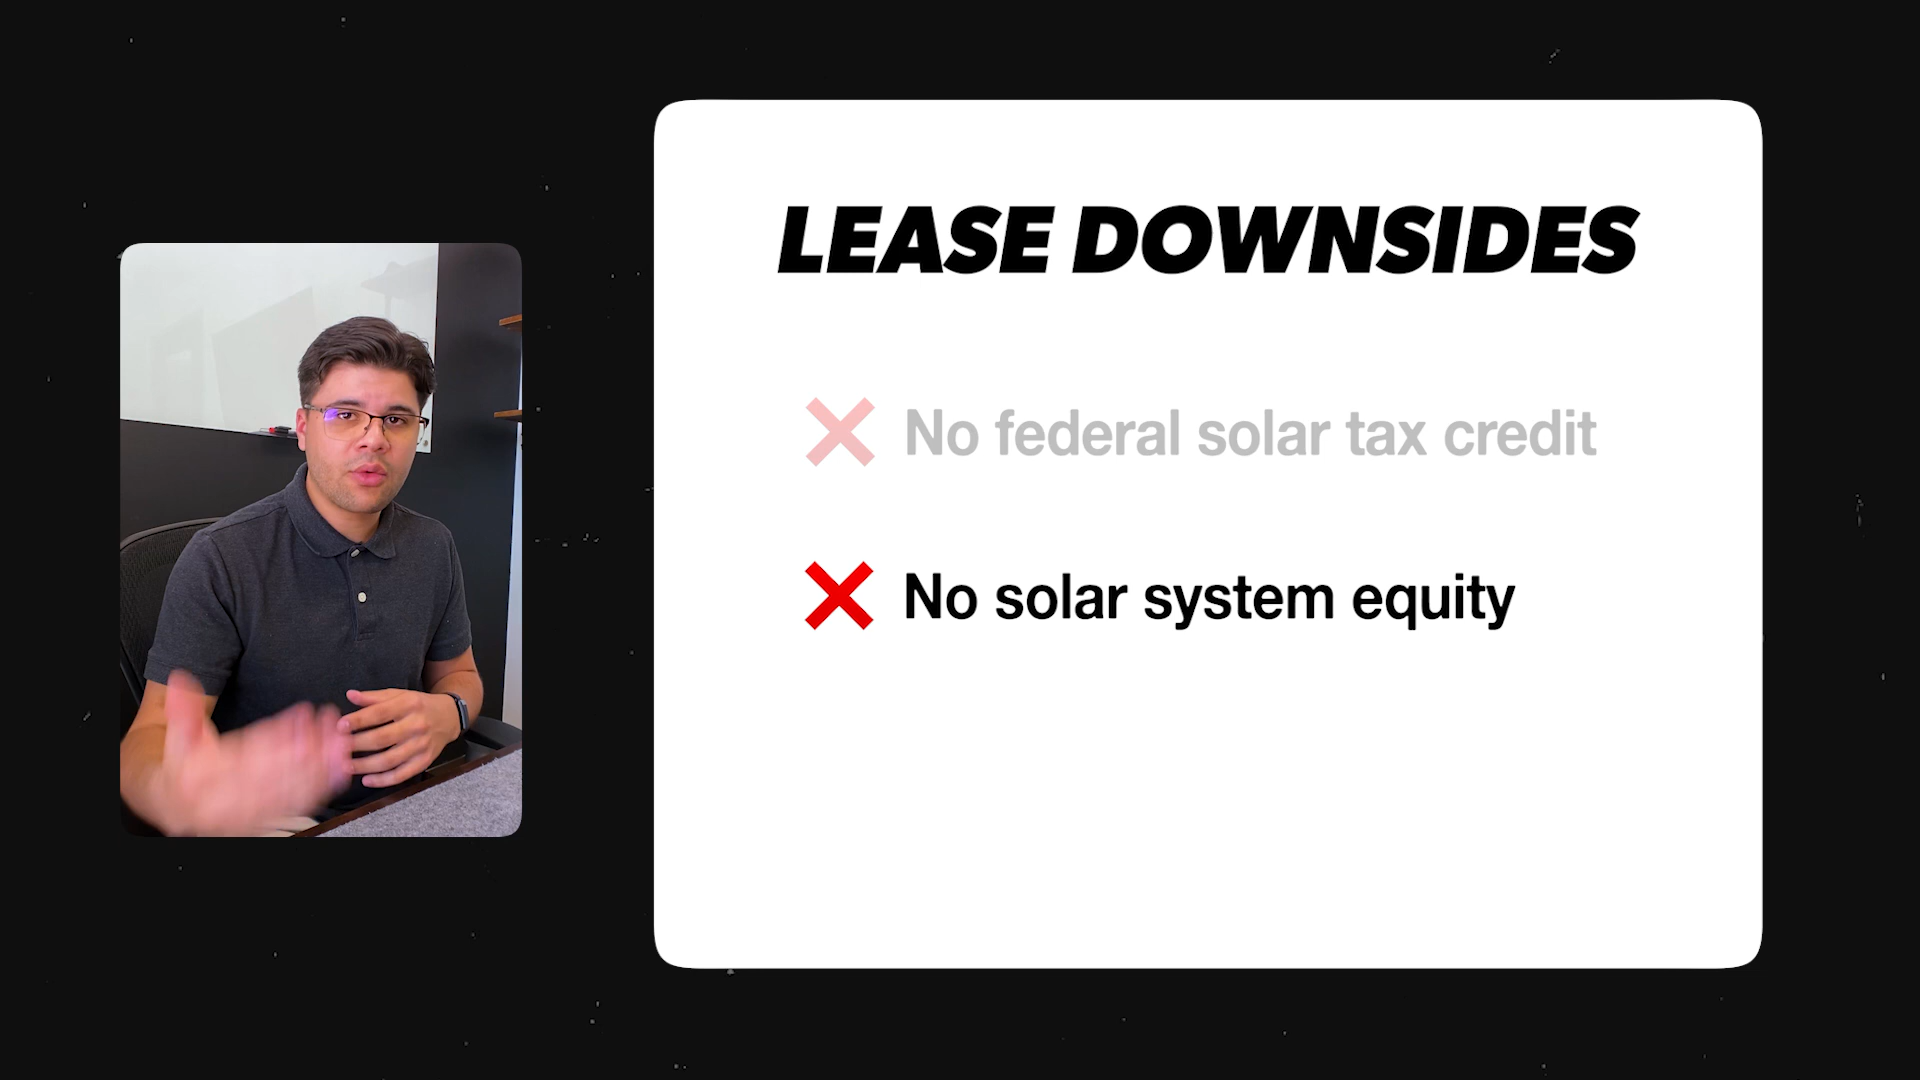 LEASE DOWNSIDES
No federal solar tax credit
No solar system equity